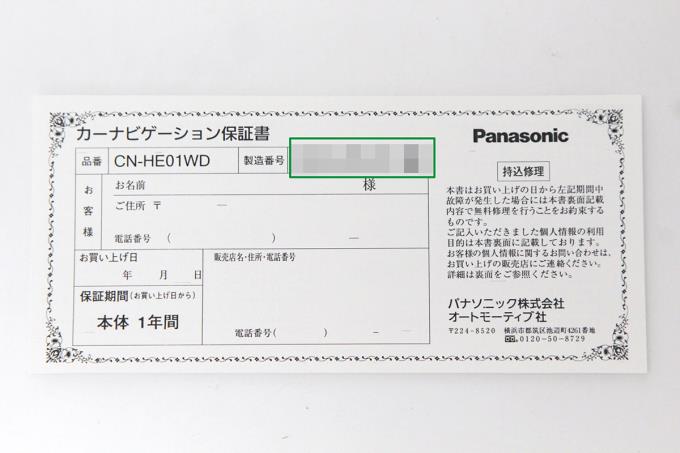 カーナビゲーション保証書
品番 CN-HE01WD 製造番号
お客様
お名前 様
ご住所 〒 —
電話番号 ( ) —
お買い上げ日
年 月 日
保証期間(お買い上げ日から)
本体 1年間
販売店名・住所・電話番号
電話番号( ) −
Panasonic
持込修理
本書はお買い上げの日から左記期間中
故障が発生した場合には本書裏面記載
内容で無料修理を行うことをお約束する
ものです。
ご記入いただきました個人情報の利用
目的は本書裏面に記載しております。
お客様の個人情報に関するお問い合わせは、
お買い上げの販売店にご連絡ください。
詳細は裏面をご参照ください。
パナソニック株式会社
オートモーティブ社
〒224-8520 横浜市都筑区池辺町4261番地
0120-50-8729